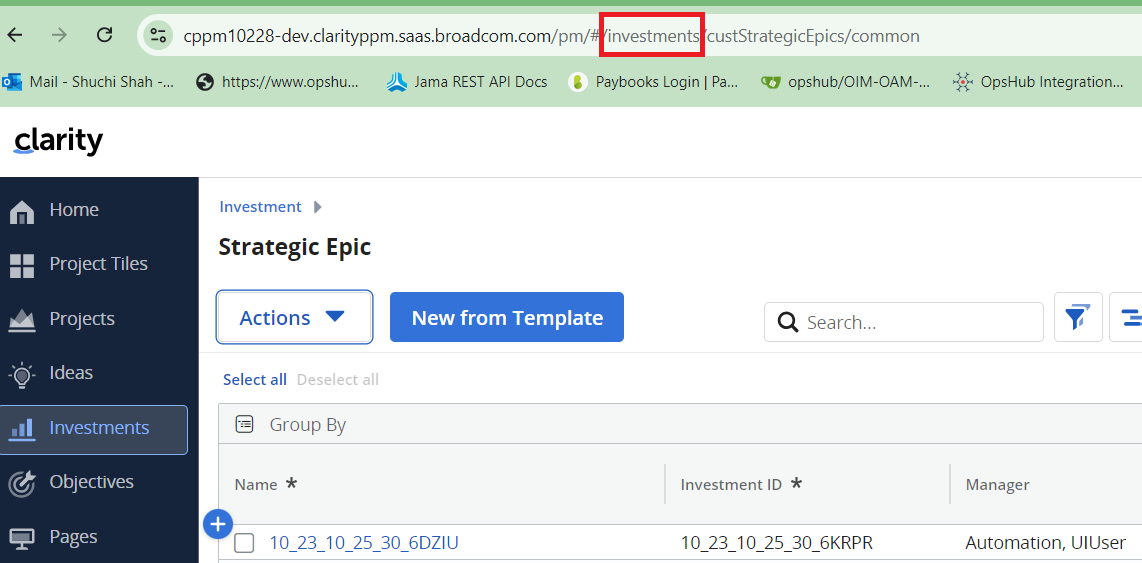 cppm10228-dev.clarityppm.saas.broadcom.com/pm/#/investments/custStrategicEpics/common
Mail - Shuchi Shah -... https://www.opshu... Jama REST API Docs Paybooks Login | Pa... opshub/OIM-OAM-... OpsHub Integration...
clarity
Home
Project Tiles
Projects
Ideas
Investments
Objectives
Pages
Investment
Strategic Epic
Actions New from Template Search...
Select all Deselect all
Group By
Name * Investment ID * Manager
10_23_10_25_30_6DZIU 10_23_10_25_30_6KRPR Automation, UIUser